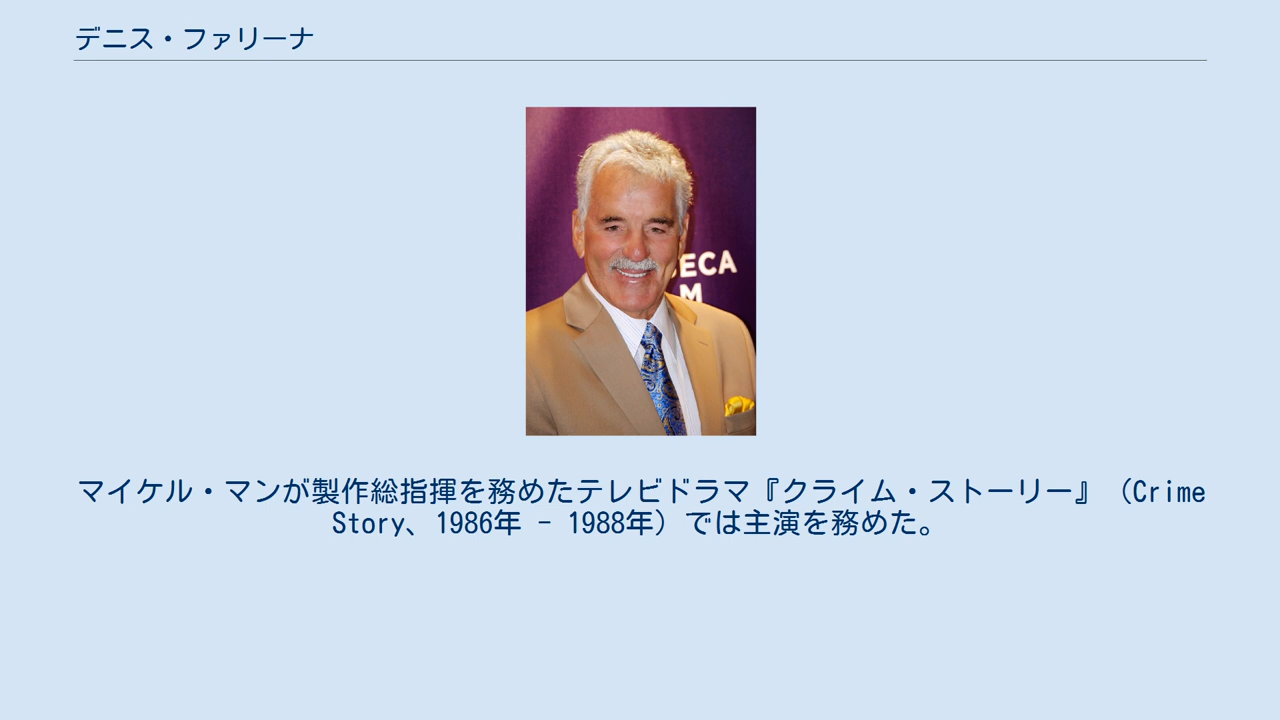 デニス・ファリーナ
ECA
M
マイケル・マンが製作総指揮を務めたテレビドラマ『クライム・ストーリー』（Crime
Story、1986年 – 1988年）では主演を務めた。